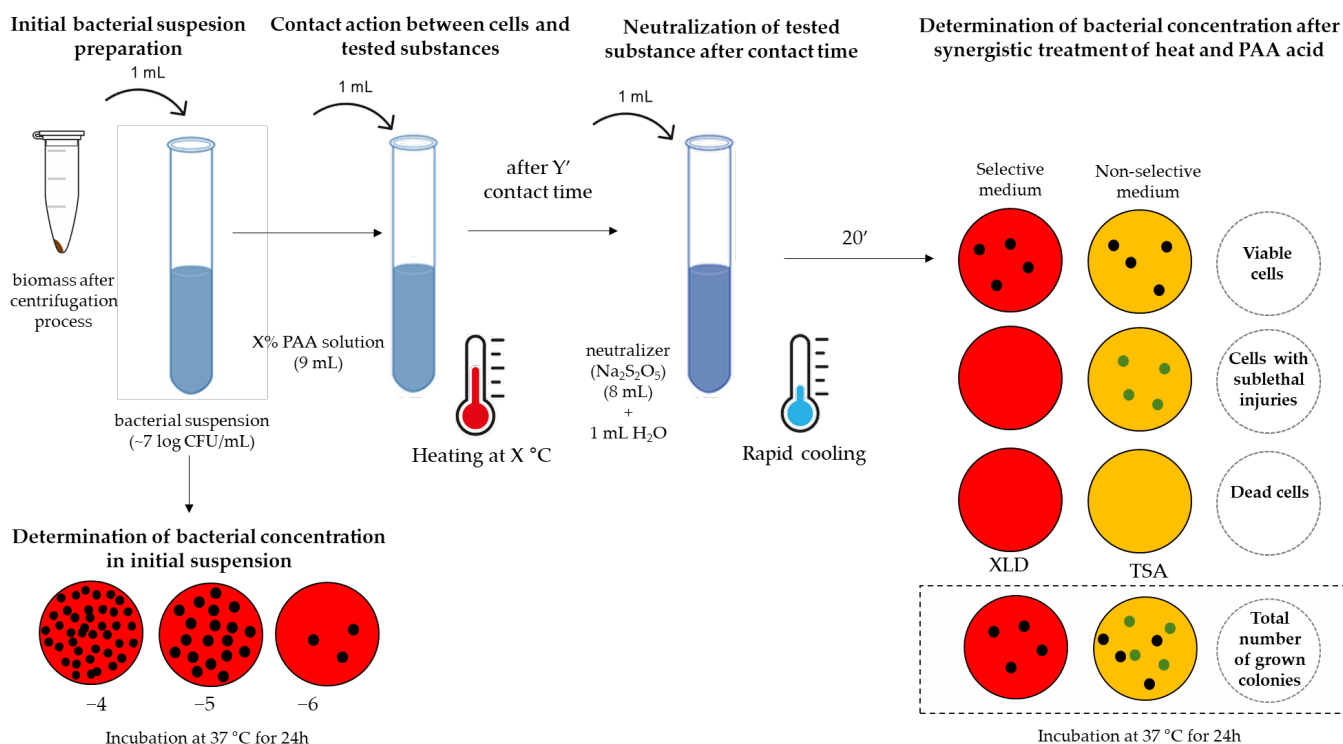 Initial bacterial suspesion
preparation
1 mL
biomass after
centrifugation
process
bacterial suspension
(~7 log CFU/mL)
Contact action between cells and
tested substances
1 mL
X% PAA solution
(9 mL)
Heating at X °C
after Y'
contact time
Neutralization of tested
substance after contact time
1 mL
neutralizer
(Na₂S₂O₅)
(8 mL)
+
1 mL H₂O
Rapid cooling
20'
Determination of bacterial concentration after
synergistic treatment of heat and PAA acid
Selective
medium
Non-selective
medium
Viable
cells
Cells with
sublethal
injuries
Dead cells
XLD
TSA
Total
number
of grown
colonies
Incubation at 37 °C for 24h
Determination of bacterial concentration
in initial suspension
−4
−5
−6
Incubation at 37 °C for 24h